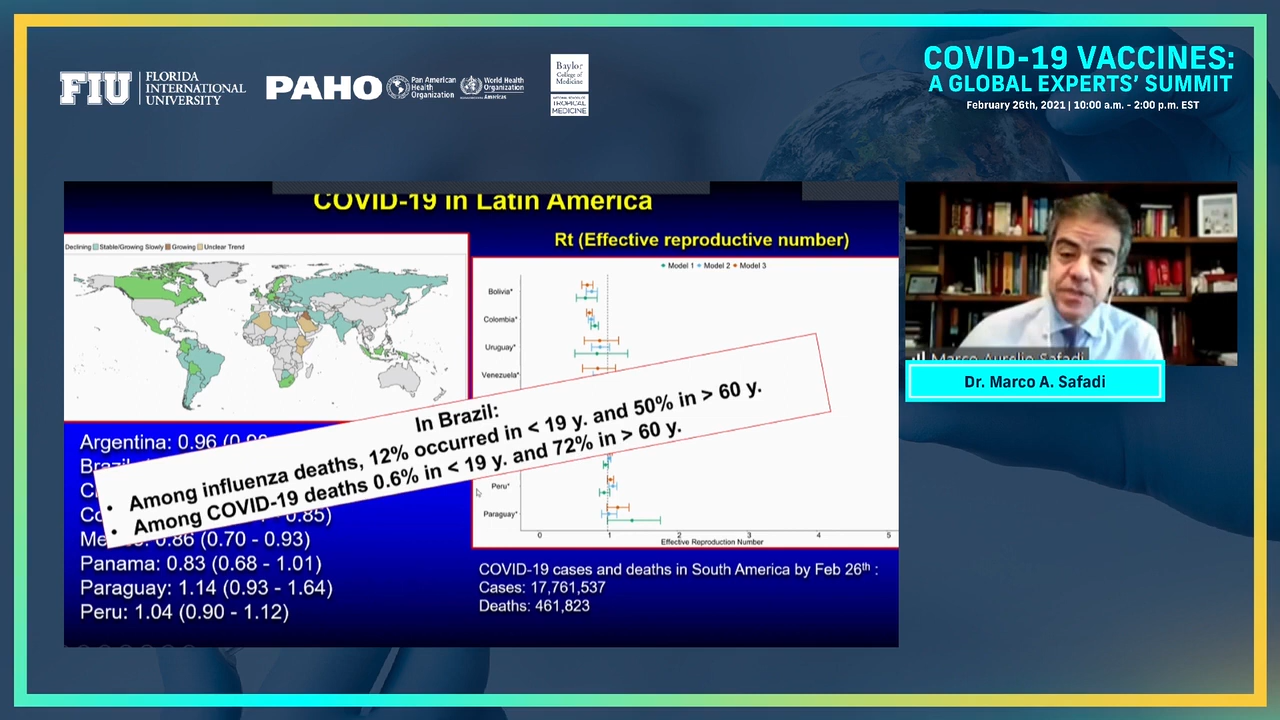 FIU
FLORIDA
INTERNATIONAL
UNIVERSITY
PAHO
Pan American
Health
Organization
World Health
Organization
Americas
Baylor
College of
Medicine
TROPICAL
MEDICINE
COVID-19 VACCINES:
A GLOBAL EXPERTS' SUMMIT
February 26th, 2021 | 10:00 a.m. - 2:00 p.m. EST
COVID-19 in Latin America
Declining Stable/Growing Slowly Growing Unclear Trend
Rt (Effective reproductive number)
Model 1 Model 2 Model 3
Bolivia*
Colombia*
Uruguay*
Venezuela*
Peru*
Paraguay*
0 1 2 3 4 5
Effective Reproduction Number
In Brazil:
• Among influenza deaths, 12% occurred in < 19 y. and 50% in > 60 y.
• Among COVID-19 deaths 0.6% in < 19 y. and 72% in > 60 y.
Argentina: 0.96
0.85)
0.86 (0.70 - 0.93)
Panama: 0.83 (0.68 - 1.01)
Paraguay: 1.14 (0.93 - 1.64)
Peru: 1.04 (0.90 - 1.12)
COVID-19 cases and deaths in South America by Feb 26th :
Cases: 17,761,537
Deaths: 461,823
Marco Aurelio Safadi
Dr. Marco A. Safadi